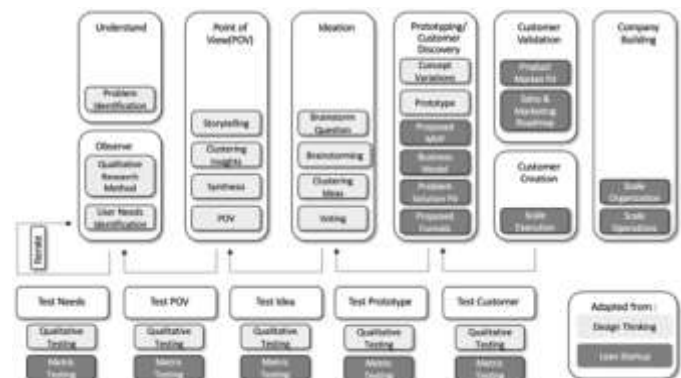 Understand
Problem
Identification
Observe
Qualitative
Research
Method
User Needs
Identification
Point of
View(POV)
Storytelling
Clustering
Insights
Synthesis
POV
Ideation
Brainstorm
Question
Brainstorming
Clustering
Ideas
Voting
Prototyping/
Customer
Discovery
Concept
Variations
Prototype
Proposed
MVP
Business
Model
Problem
Solution Fit
Proposed
Funnels
Customer
Validation
Product
Market Fit
Sales &
Marketing
Roadmap
Customer
Creation
Scale
Execution
Company
Building
Scale
Organization
Scale
Operations
Iterate
Test Needs
Qualitative
Testing
Metric
Testing
Test POV
Qualitative
Testing
Metric
Testing
Test Idea
Qualitative
Testing
Metric
Testing
Test Prototype
Qualitative
Testing
Metric
Testing
Test Customer
Qualitative
Testing
Metric
Testing
Adapted from :
Design Thinking
Lean Startup